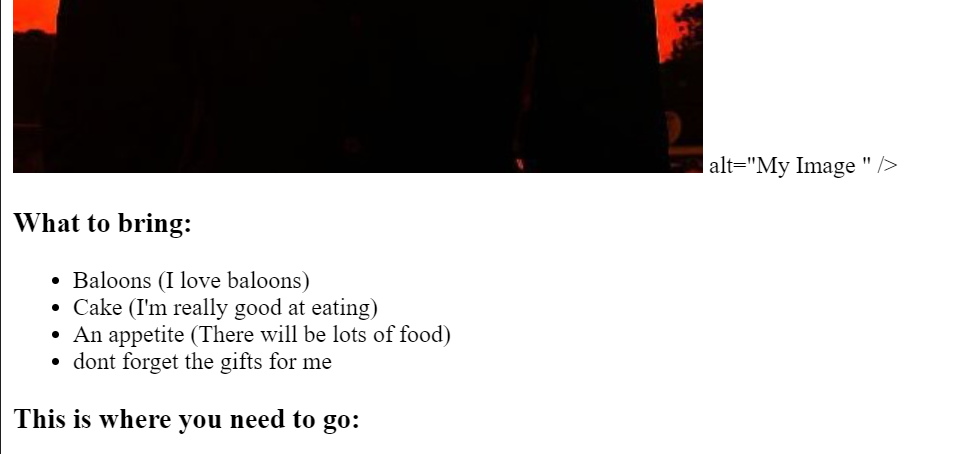 alt="My Image " />
What to bring:
Baloons (I love baloons)
Cake (I'm really good at eating)
An appetite (There will be lots of food)
dont forget the gifts for me
This is where you need to go: